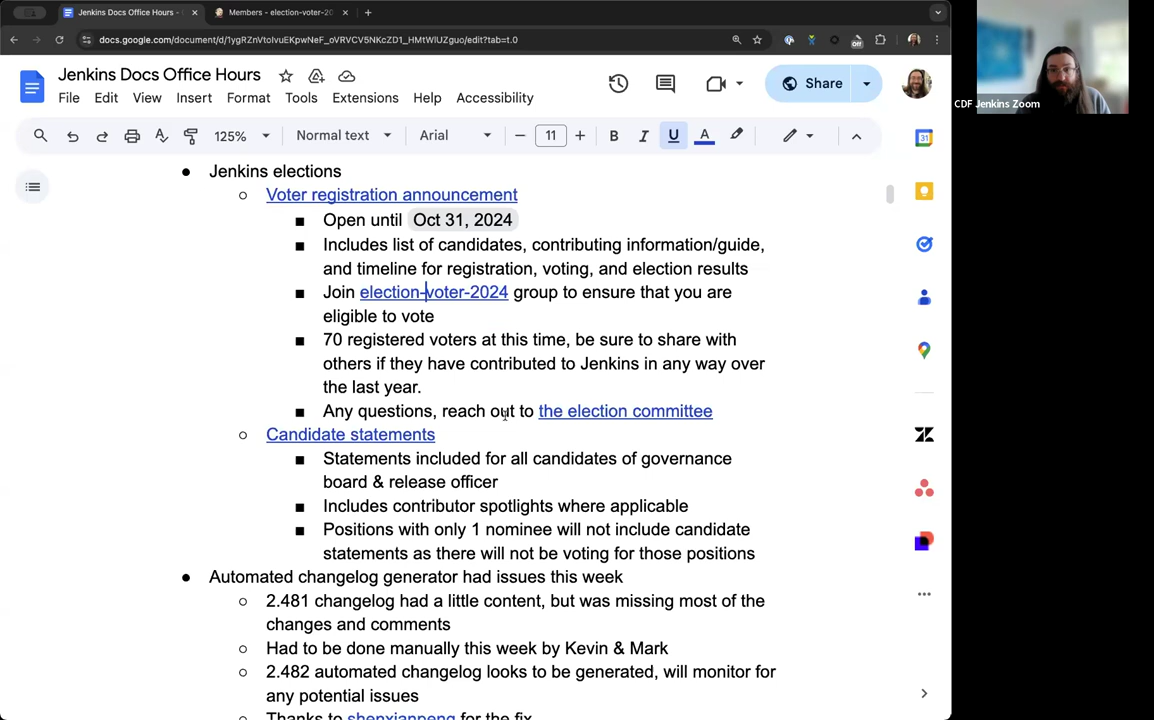 Jenkins Docs Office Hours -
Members - election-voter-20
docs.google.com/document/d/1ygRZnVtoIvuEKpwNeF_oVRVCV5NKcZD1_HMtWlUZguo/edit?tab=t.0
Off
Jenkins Docs Office Hours
File Edit View Insert Format Tools Extensions Help Accessibility
Share
125% Normal text Arial 11 B I U A
31
CDF Jenkins Zoom
Jenkins elections
Voter registration announcement
Open until Oct 31, 2024
Includes list of candidates, contributing information/guide,
and timeline for registration, voting, and election results
Join election-voter-2024 group to ensure that you are
eligible to vote
70 registered voters at this time, be sure to share with
others if they have contributed to Jenkins in any way over
the last year.
Any questions, reach out to the election committee
Candidate statements
Statements included for all candidates of governance
board & release officer
Includes contributor spotlights where applicable
Positions with only 1 nominee will not include candidate
statements as there will not be voting for those positions
Automated changelog generator had issues this week
2.481 changelog had a little content, but was missing most of the
changes and comments
Had to be done manually this week by Kevin & Mark
2.482 automated changelog looks to be generated, will monitor for
any potential issues
Thanks to shenxianpeng for the fix